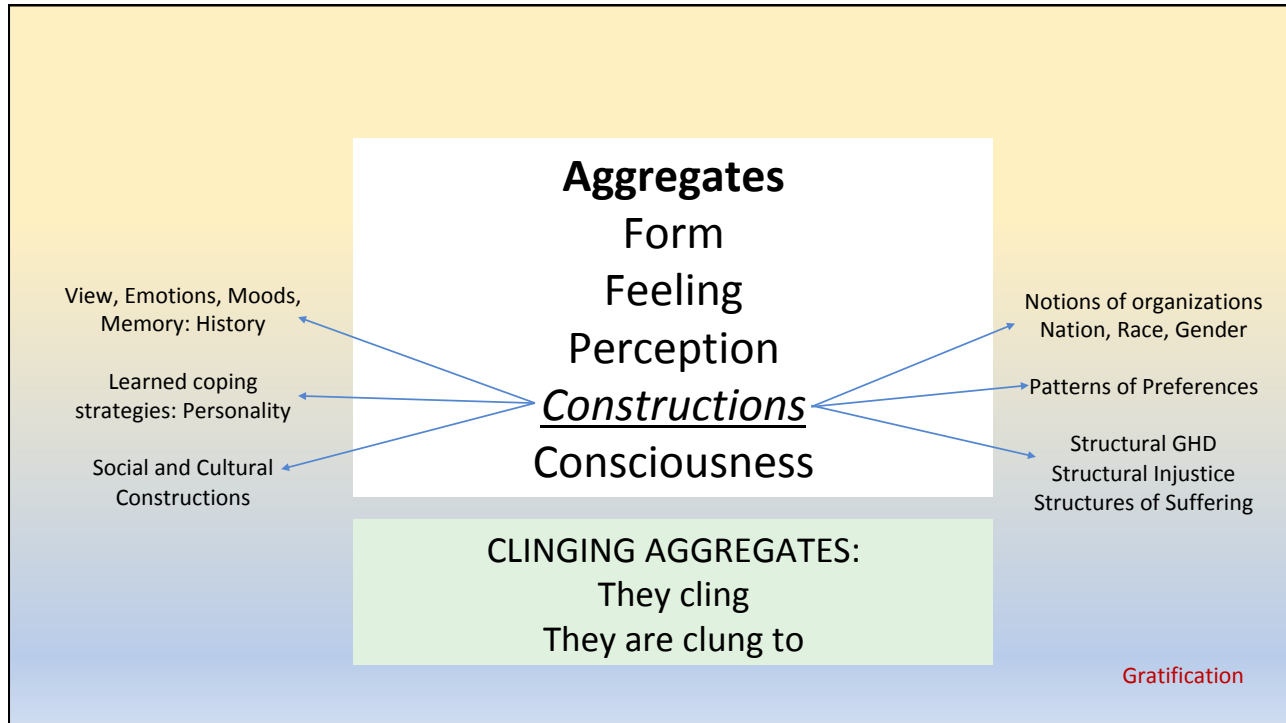 Aggregates
Form
Feeling
Perception
Constructions
Consciousness
View, Emotions, Moods,
Memory: History
Learned coping
strategies: Personality
Social and Cultural
Constructions
Notions of organizations
Nation, Race, Gender
Patterns of Preferences
Structural GHD
Structural Injustice
Structures of Suffering
CLINGING AGGREGATES:
They cling
They are clung to
Gratification